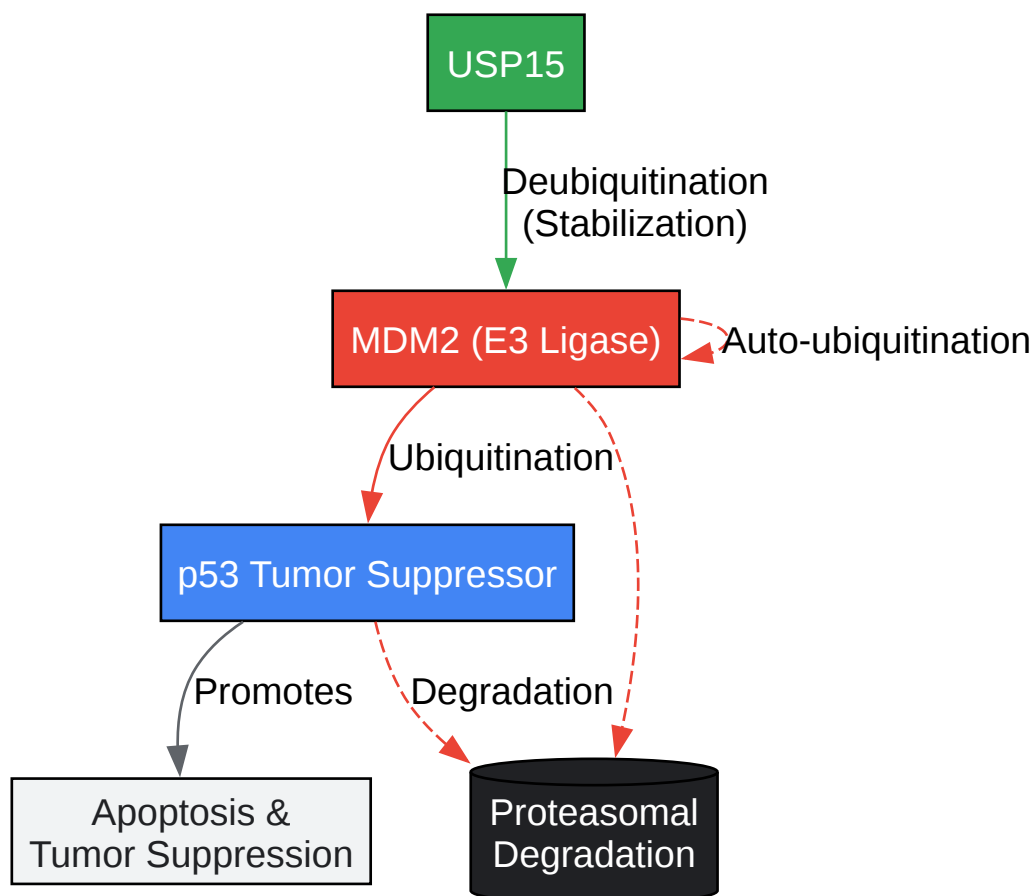 USP15
Deubiquitination
(Stabilization)
MDM2 (E3 Ligase)
Auto-ubiquitination
Ubiquitination
p53 Tumor Suppressor
Promotes
Degradation
Apoptosis &
Tumor Suppression
Proteasomal
Degradation